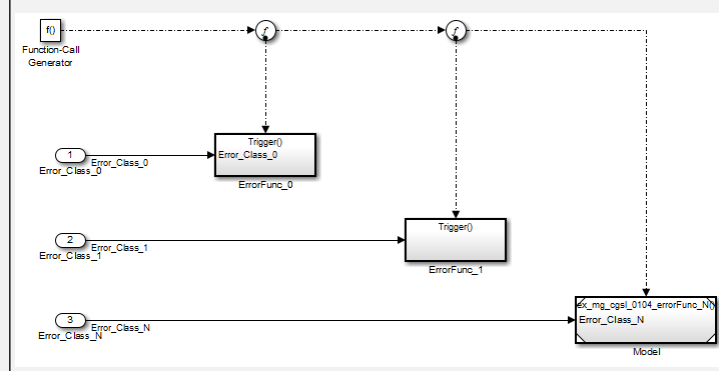 f()
Function-Call
Generator
f
f
Trigger()
Error_Class_0
ErrorFunc_0
1
Error_Class_0
Error_Class_0
Trigger()
ErrorFunc_1
2
Error_Class_1
Error_Class_1
ex_mg_cgsl_0104_errorFunc_N()
Error_Class_N
Model
3
Error_Class_N
Error_Class_N